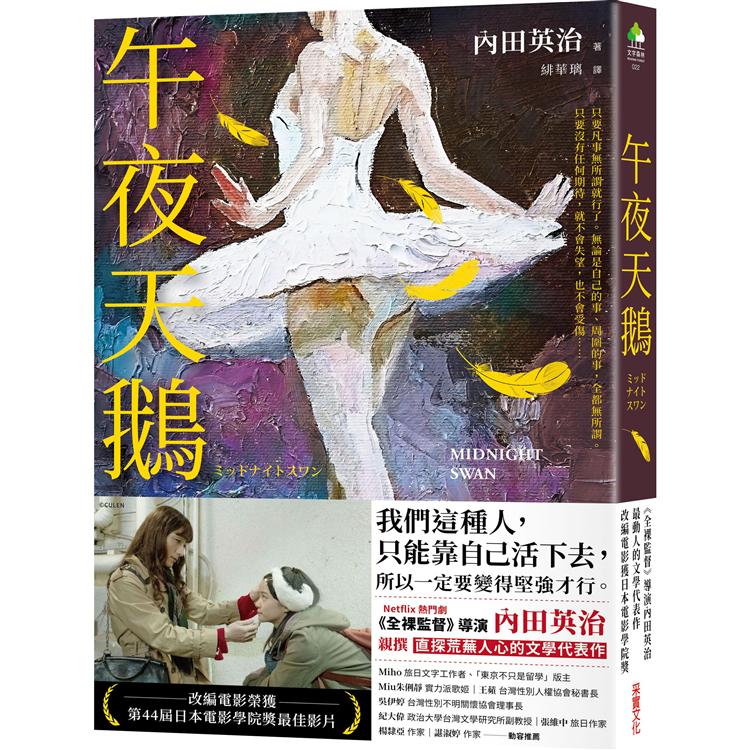 午夜天鵝
ミッドナイトスワン
內田英治 著
緋華璃 譯
只要凡事無所謂就行了。無論是自己的事、周圍的事，全都無所謂。
只要沒有任何期待，就不會失望，也不會受傷……
MIDNIGHT
SWAN
©CULEN
我們這種人，
只能靠自己活下去，
所以一定要變得堅強才行。
Netflix 熱門劇
《全裸監督》導演 內田英治
親撰 直探荒蕪人心的文學代表作
Miho 旅日文字工作者、「東京不只是留學」版主
Miu朱俐靜 實力派歌姬｜王蘋 台灣性別人權協會秘書長
吳伊婷 台灣性別不明關懷協會理事長
紀大偉 政治大學台灣文學研究所副教授｜張維中 旅日作家
楊隸亞 作家｜諶淑婷 作家 ——動容推薦
改編電影榮獲
第44屆日本電影學院獎最佳影片
文字森林
READING FOREST
022
午夜天鵝
ミッド
ナイト
スワン
《全裸監督》導演內田英治
最動人的文學代表作
改編電影獲日本電影學院獎
采實文化